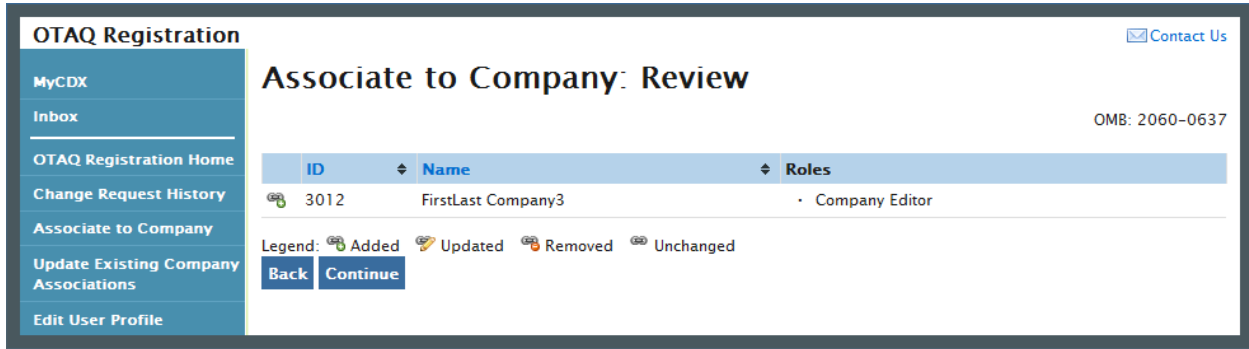 OTAQ Registration
Contact Us
MyCDX
Inbox
OTAQ Registration Home
Change Request History
Associate to Company
Update Existing Company
Associations
Edit User Profile
Associate to Company: Review
OMB: 2060-0637
ID Name Roles
3012 FirstLast Company3 · Company Editor
Legend: Added Updated Removed Unchanged
Back Continue